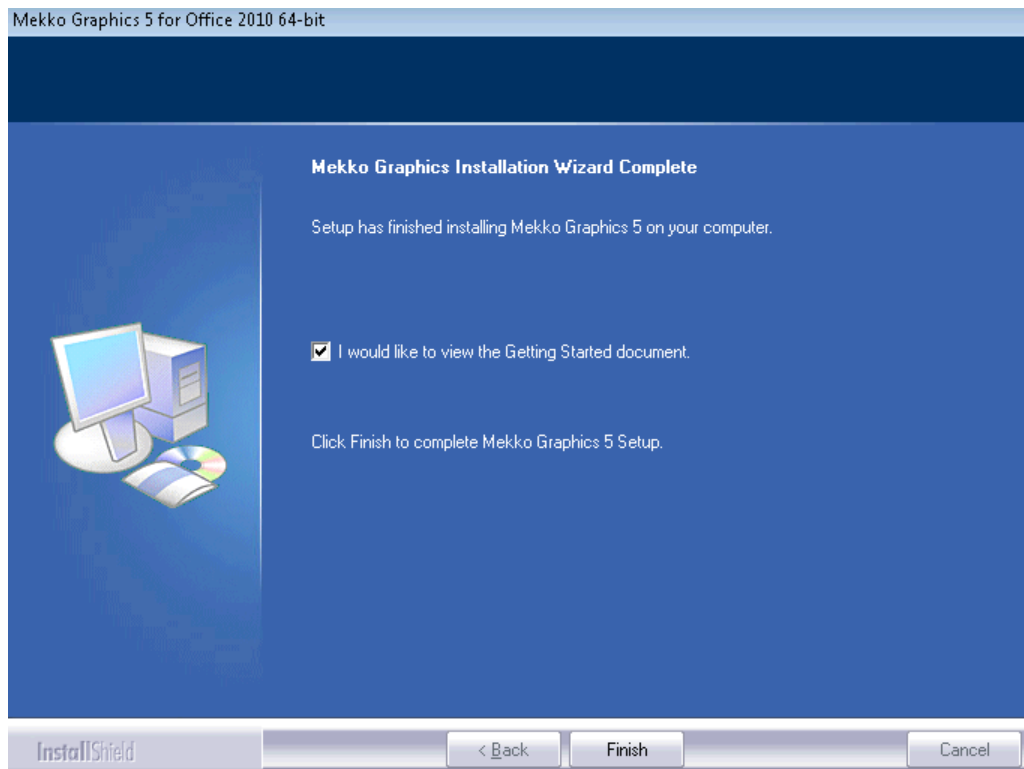 Mekko Graphics 5 for Office 2010 64-bit
Mekko Graphics Installation Wizard Complete
Setup has finished installing Mekko Graphics 5 on your computer.
I would like to view the Getting Started document.
Click Finish to complete Mekko Graphics 5 Setup.
InstallShield
< Back
Finish
Cancel